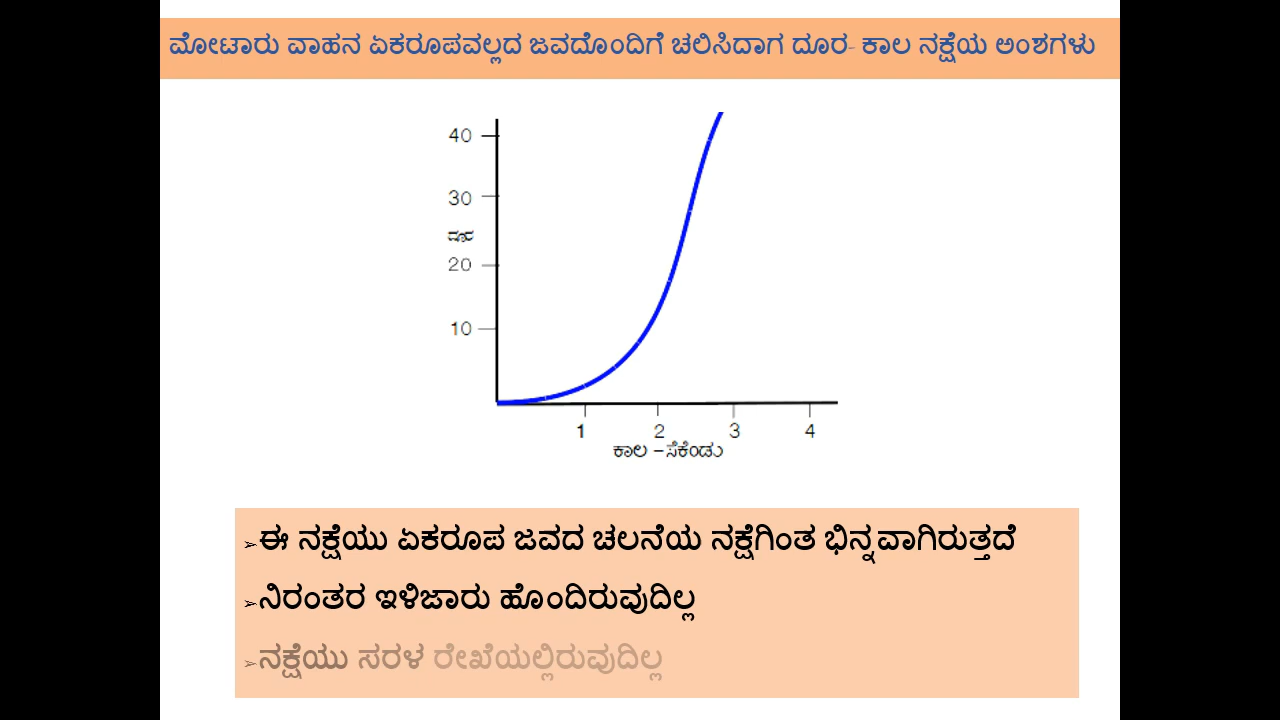 ಮೋಟಾರು ವಾಹನ ಏಕರೂಪವಲ್ಲದ ಜವದೊಂದಿಗೆ ಚಲಿಸಿದಾಗ ದೂರ- ಕಾಲ ನಕ್ಷೆಯ ಅಂಶಗಳು
40
30
ದೂರ
20
10
1 2 3 4
ಕಾಲ -ಸೆಕೆಂಡು
➢ಈ ನಕ್ಷೆಯು ಏಕರೂಪ ಜವದ ಚಲನೆಯ ನಕ್ಷೆಗಿಂತ ಭಿನ್ನವಾಗಿರುತ್ತದೆ
➢ನಿರಂತರ ಇಳಿಜಾರು ಹೊಂದಿರುವುದಿಲ್ಲ
➢ನಕ್ಷೆಯು ಸರಳ ರೇಖೆಯಲ್ಲಿರುವುದಿಲ್ಲ